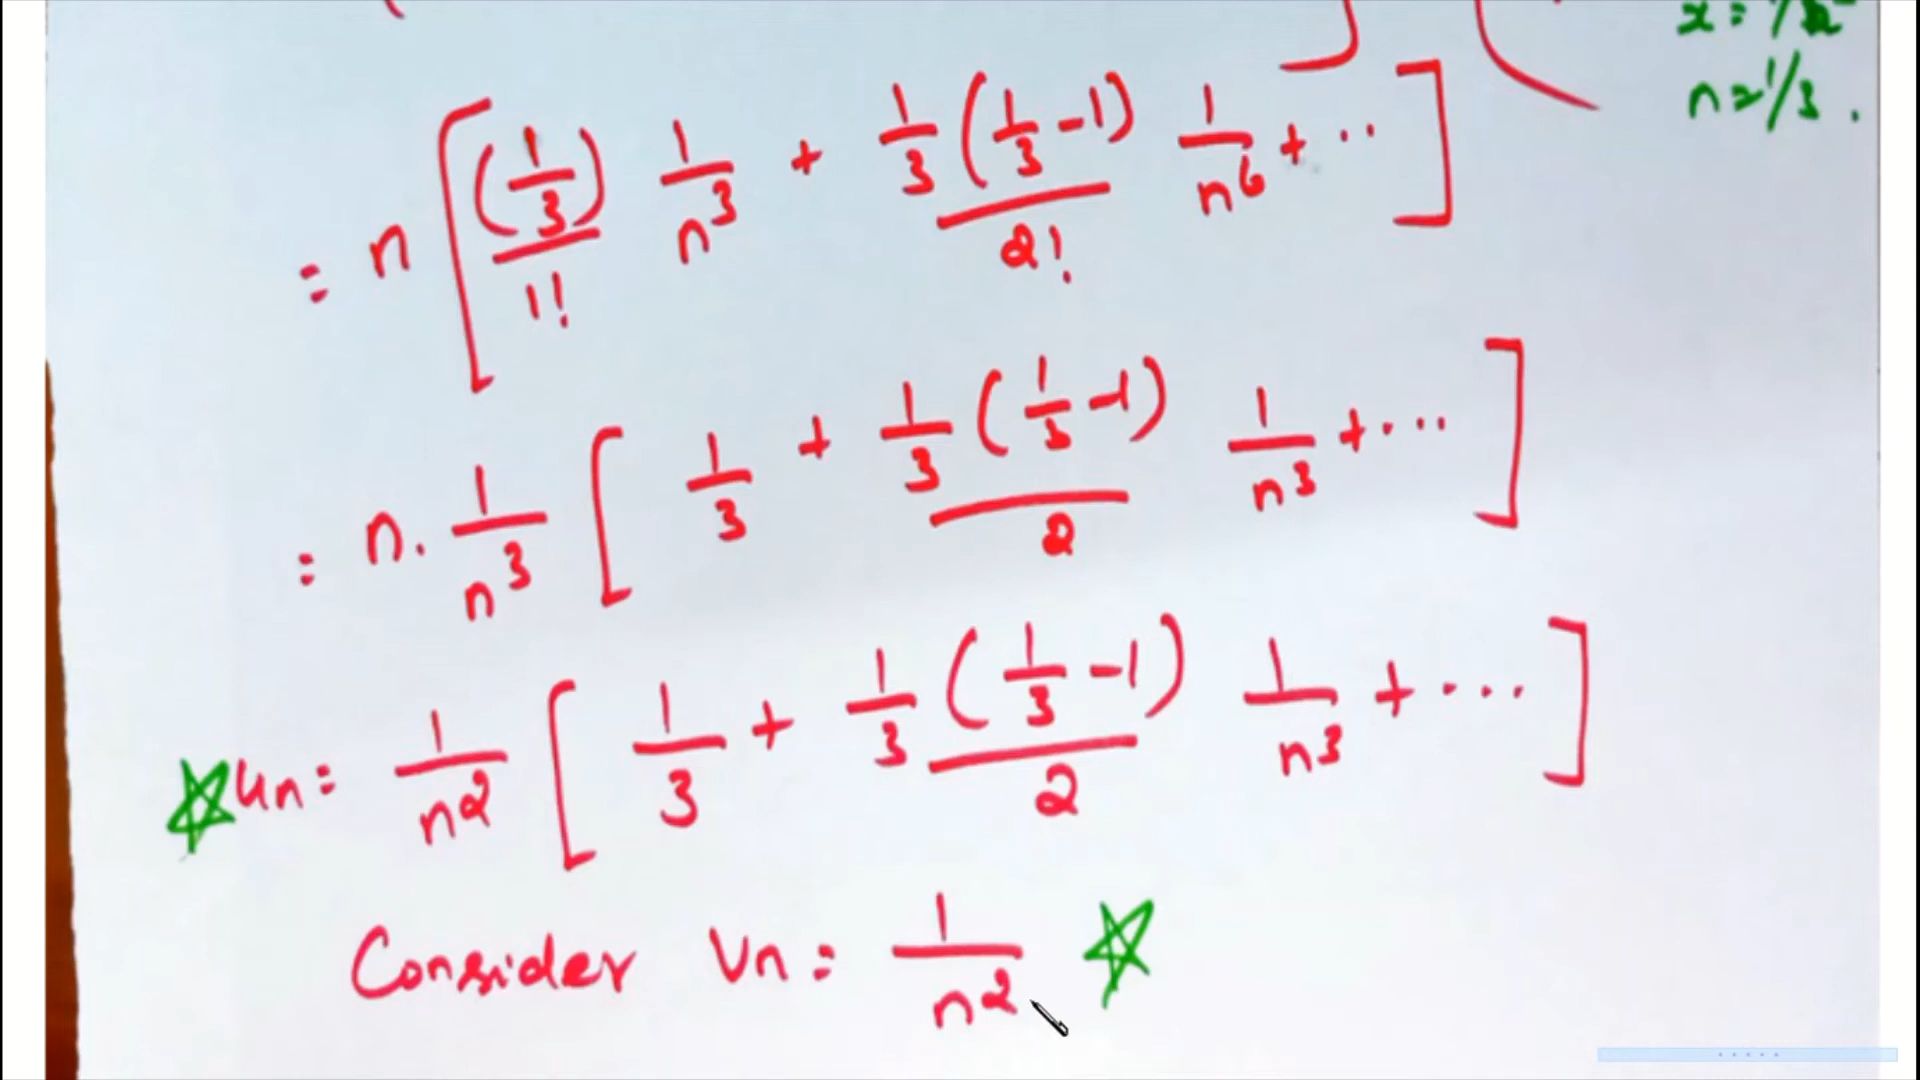 n = 1/3 .
= n [ (1/3)/1! 1/n³ + 1/3 (1/3 - 1)/2! 1/n⁶ + ·· ]
= n. 1/n³ [ 1/3 + 1/3 (1/3 - 1)/2 1/n³ + ··· ]
☆ un = 1/n² [ 1/3 + 1/3 (1/3 - 1)/2 1/n³ + ··· ]
Consider Vn = 1/n² ☆